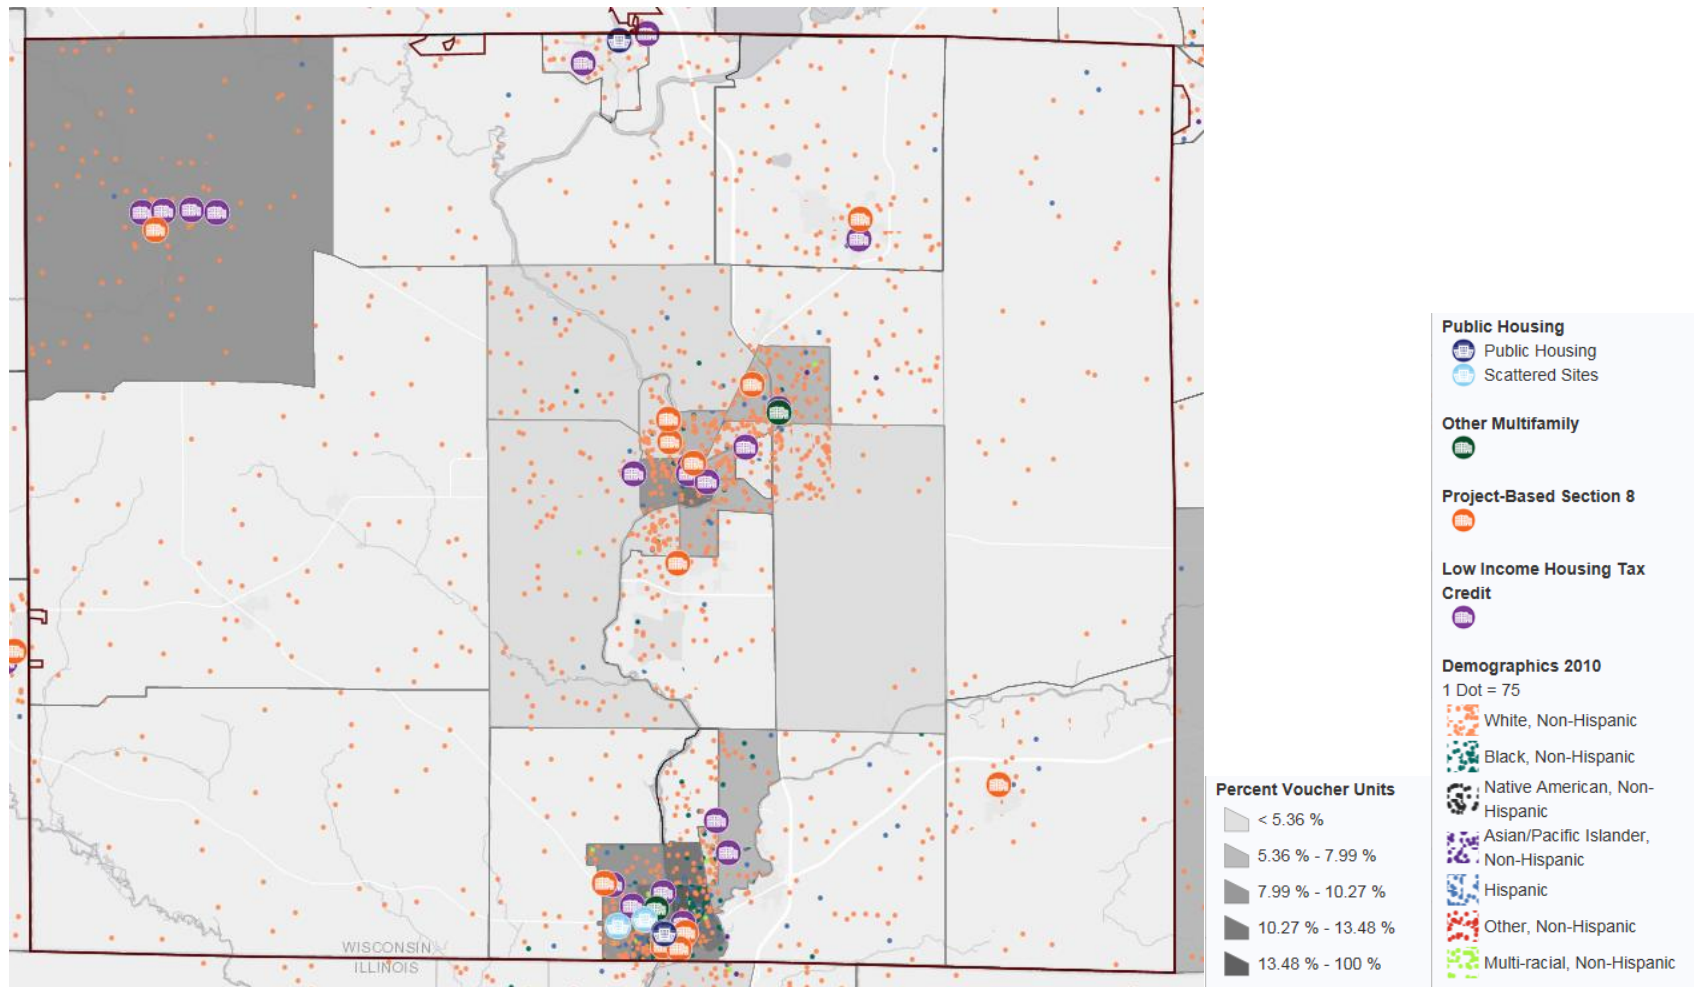 WISCONSIN
ILLINOIS
Percent Voucher Units
< 5.36 %
5.36 % - 7.99 %
7.99 % - 10.27 %
10.27 % - 13.48 %
13.48 % - 100 %
Public Housing
Public Housing
Scattered Sites
Other Multifamily
Project-Based Section 8
Low Income Housing Tax
Credit
Demographics 2010
1 Dot = 75
White, Non-Hispanic
Black, Non-Hispanic
Native American, Non-
Hispanic
Asian/Pacific Islander,
Non-Hispanic
Hispanic
Other, Non-Hispanic
Multi-racial, Non-Hispanic